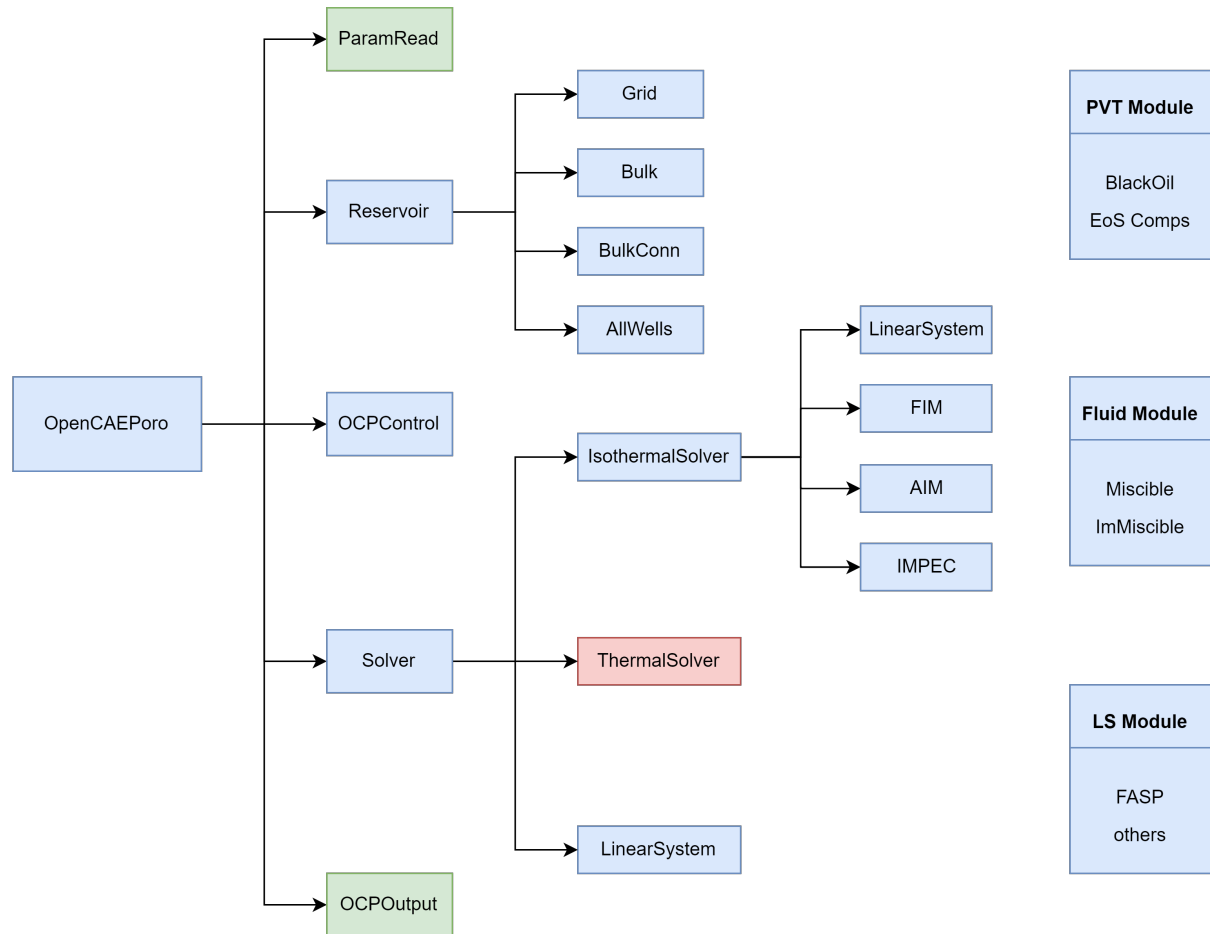 ParamRead
Grid
Bulk
Reservoir
BulkConn
AllWells
OpenCAEPoro
OCPControl
LinearSystem
FIM
IsothermalSolver
AIM
IMPEC
Solver
ThermalSolver
LinearSystem
OCPOutput
PVT Module
BlackOil
EoS Comps
Fluid Module
Miscible
ImMiscible
LS Module
FASP
others